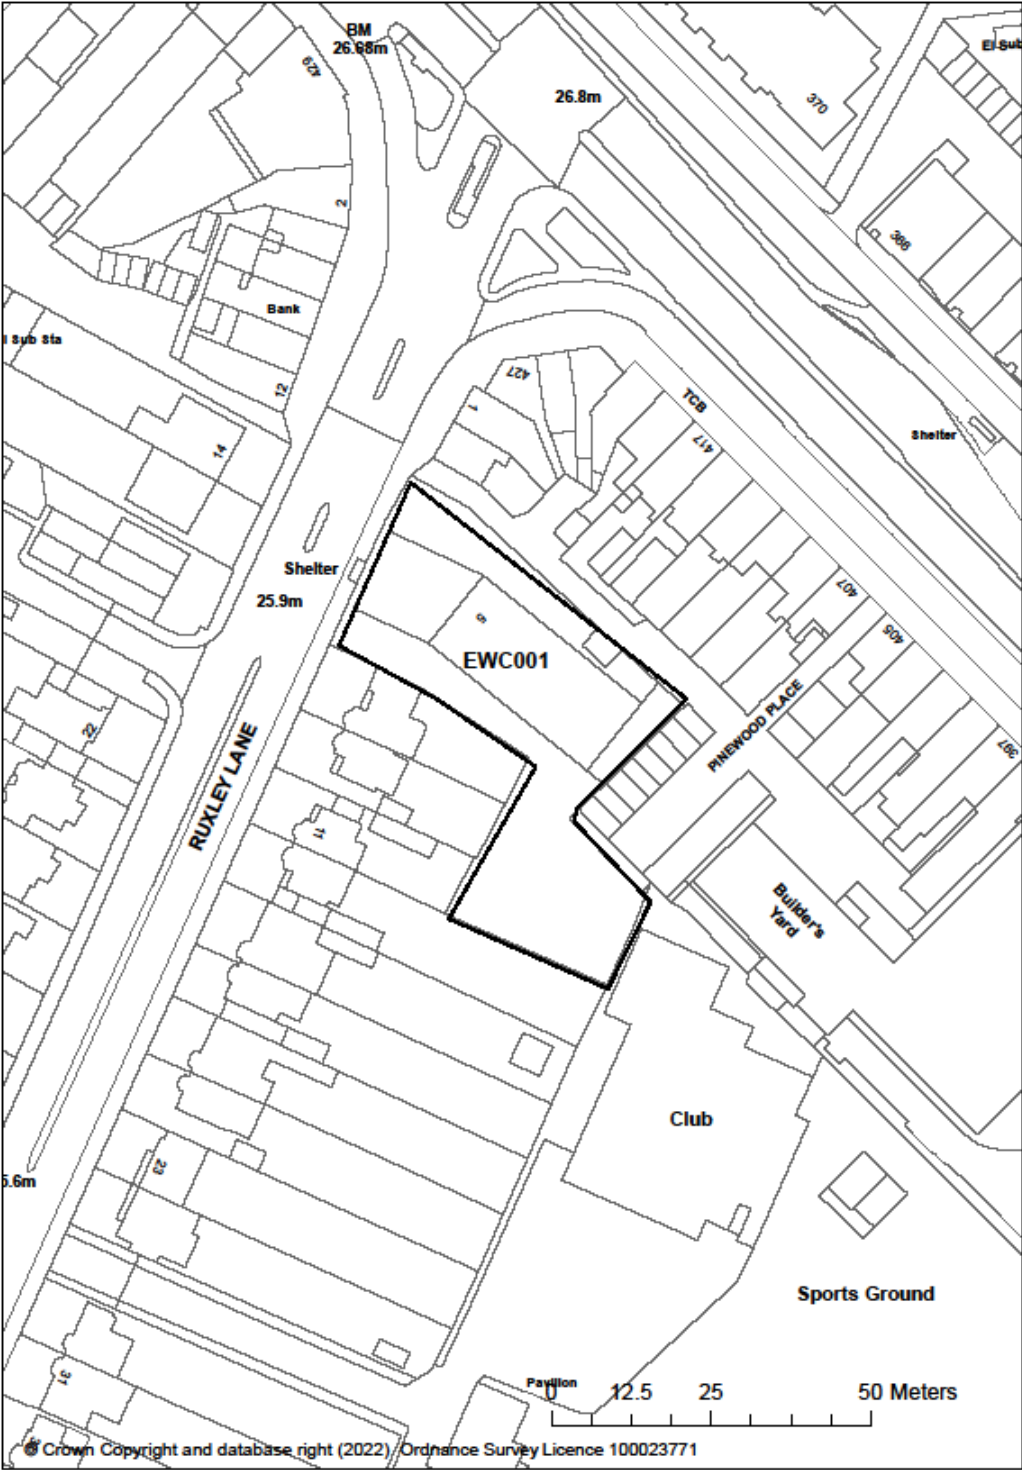 BM
26.68m
El Sub
429
26.8m
370
2
366
Bank
l Sub Sta
427
12
TCB
1
417
Shelter
14
Shelter
25.9m
407
5
405
EWC001
PINEWOOD PLACE
22
397
RUXLEY LANE
11
Builder's
Yard
Club
23
5.6m
Sports Ground
31
Pavilion
0 12.5 25 50 Meters
© Crown Copyright and database right (2022) Ordnance Survey Licence 100023771